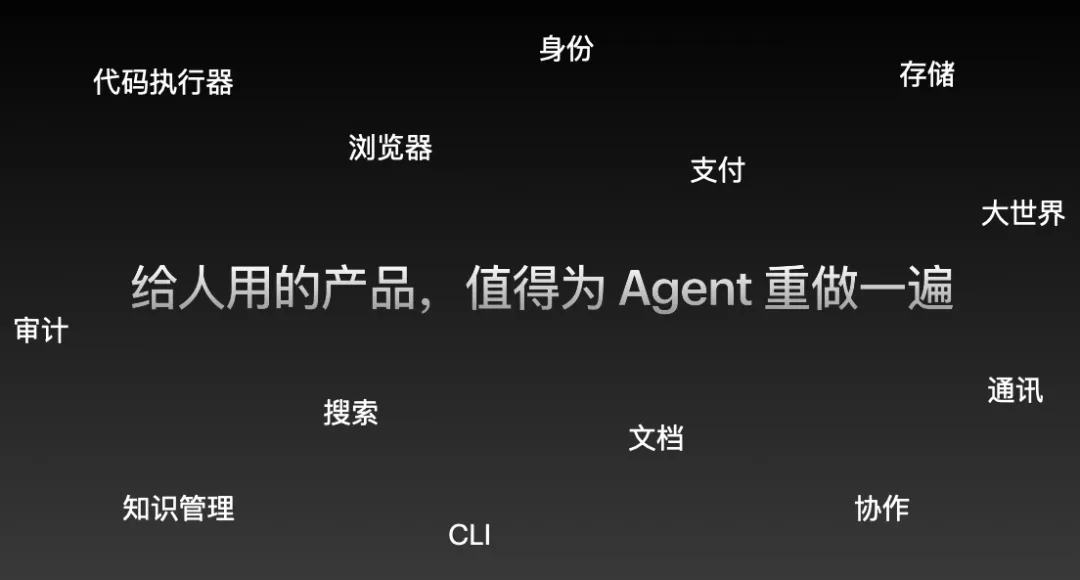 身份
存储
代码执行器
浏览器
支付
大世界
给人用的产品，值得为 Agent 重做一遍
审计
通讯
搜索
文档
知识管理
协作
CLI